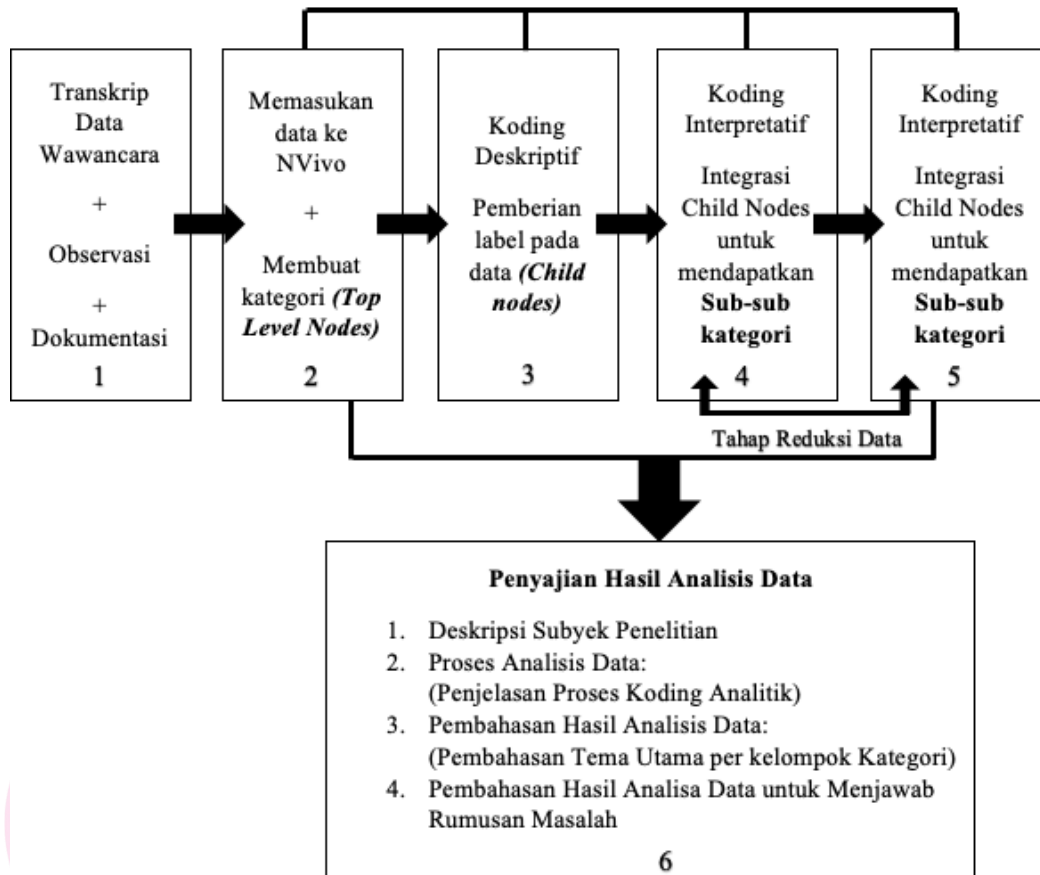 Transkrip
Data
Wawancara
+
Observasi
+
Dokumentasi
1
Memasukan
data ke
NVivo
+
Membuat
kategori (Top
Level Nodes)
2
Koding
Deskriptif
Pemberian
label pada
data (Child
nodes)
3
Koding
Interpretatif
Integrasi
Child Nodes
untuk
mendapatkan
Sub-sub
kategori
4
Koding
Interpretatif
Integrasi
Child Nodes
untuk
mendapatkan
Sub-sub
kategori
5
Tahap Reduksi Data
Penyajian Hasil Analisis Data
1. Deskripsi Subyek Penelitian
2. Proses Analisis Data:
(Penjelasan Proses Koding Analitik)
3. Pembahasan Hasil Analisis Data:
(Pembahasan Tema Utama per kelompok Kategori)
4. Pembahasan Hasil Analisa Data untuk Menjawab
Rumusan Masalah
6